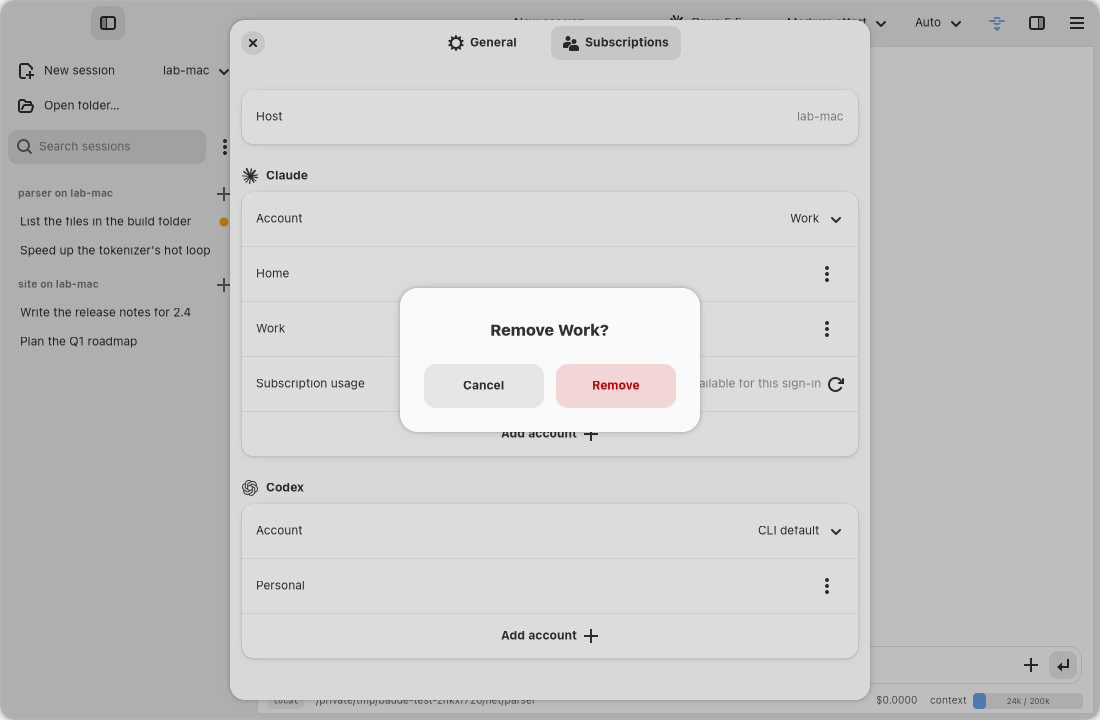 Auto
New session
lab-mac
Open folder...
Search sessions
parser on lab-mac
List the files in the build folder
Speed up the tokenizer's hot loop
site on lab-mac
Write the release notes for 2.4
Plan the Q1 roadmap
General
Subscriptions
Host
lab-mac
Claude
Account
Work
Home
Work
Subscription usage
for this sign-in
Add account
Remove Work?
Cancel
Remove
Codex
Account
CLI default
Personal
Add account
$0.0000
context
24k / 200k